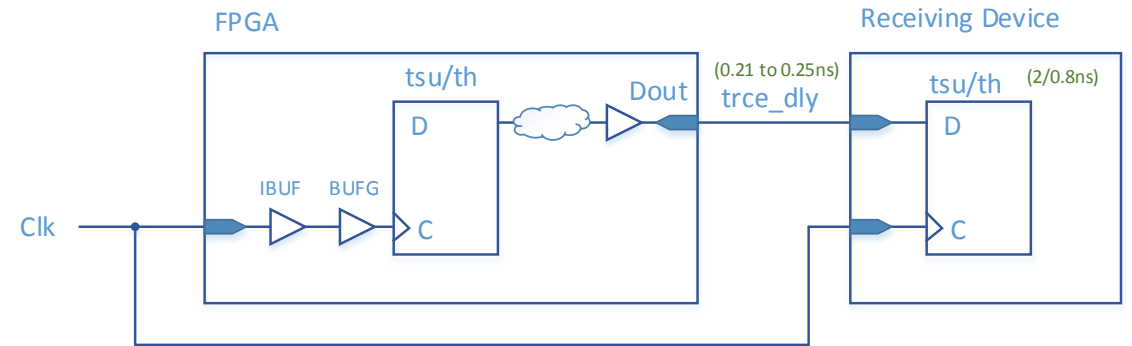 FPGA
Receiving Device
tsu/th
Dout
(0.21 to 0.25ns)
trce_dly
tsu/th
(2/0.8ns)
D
D
IBUF
BUFG
Clk
C
C